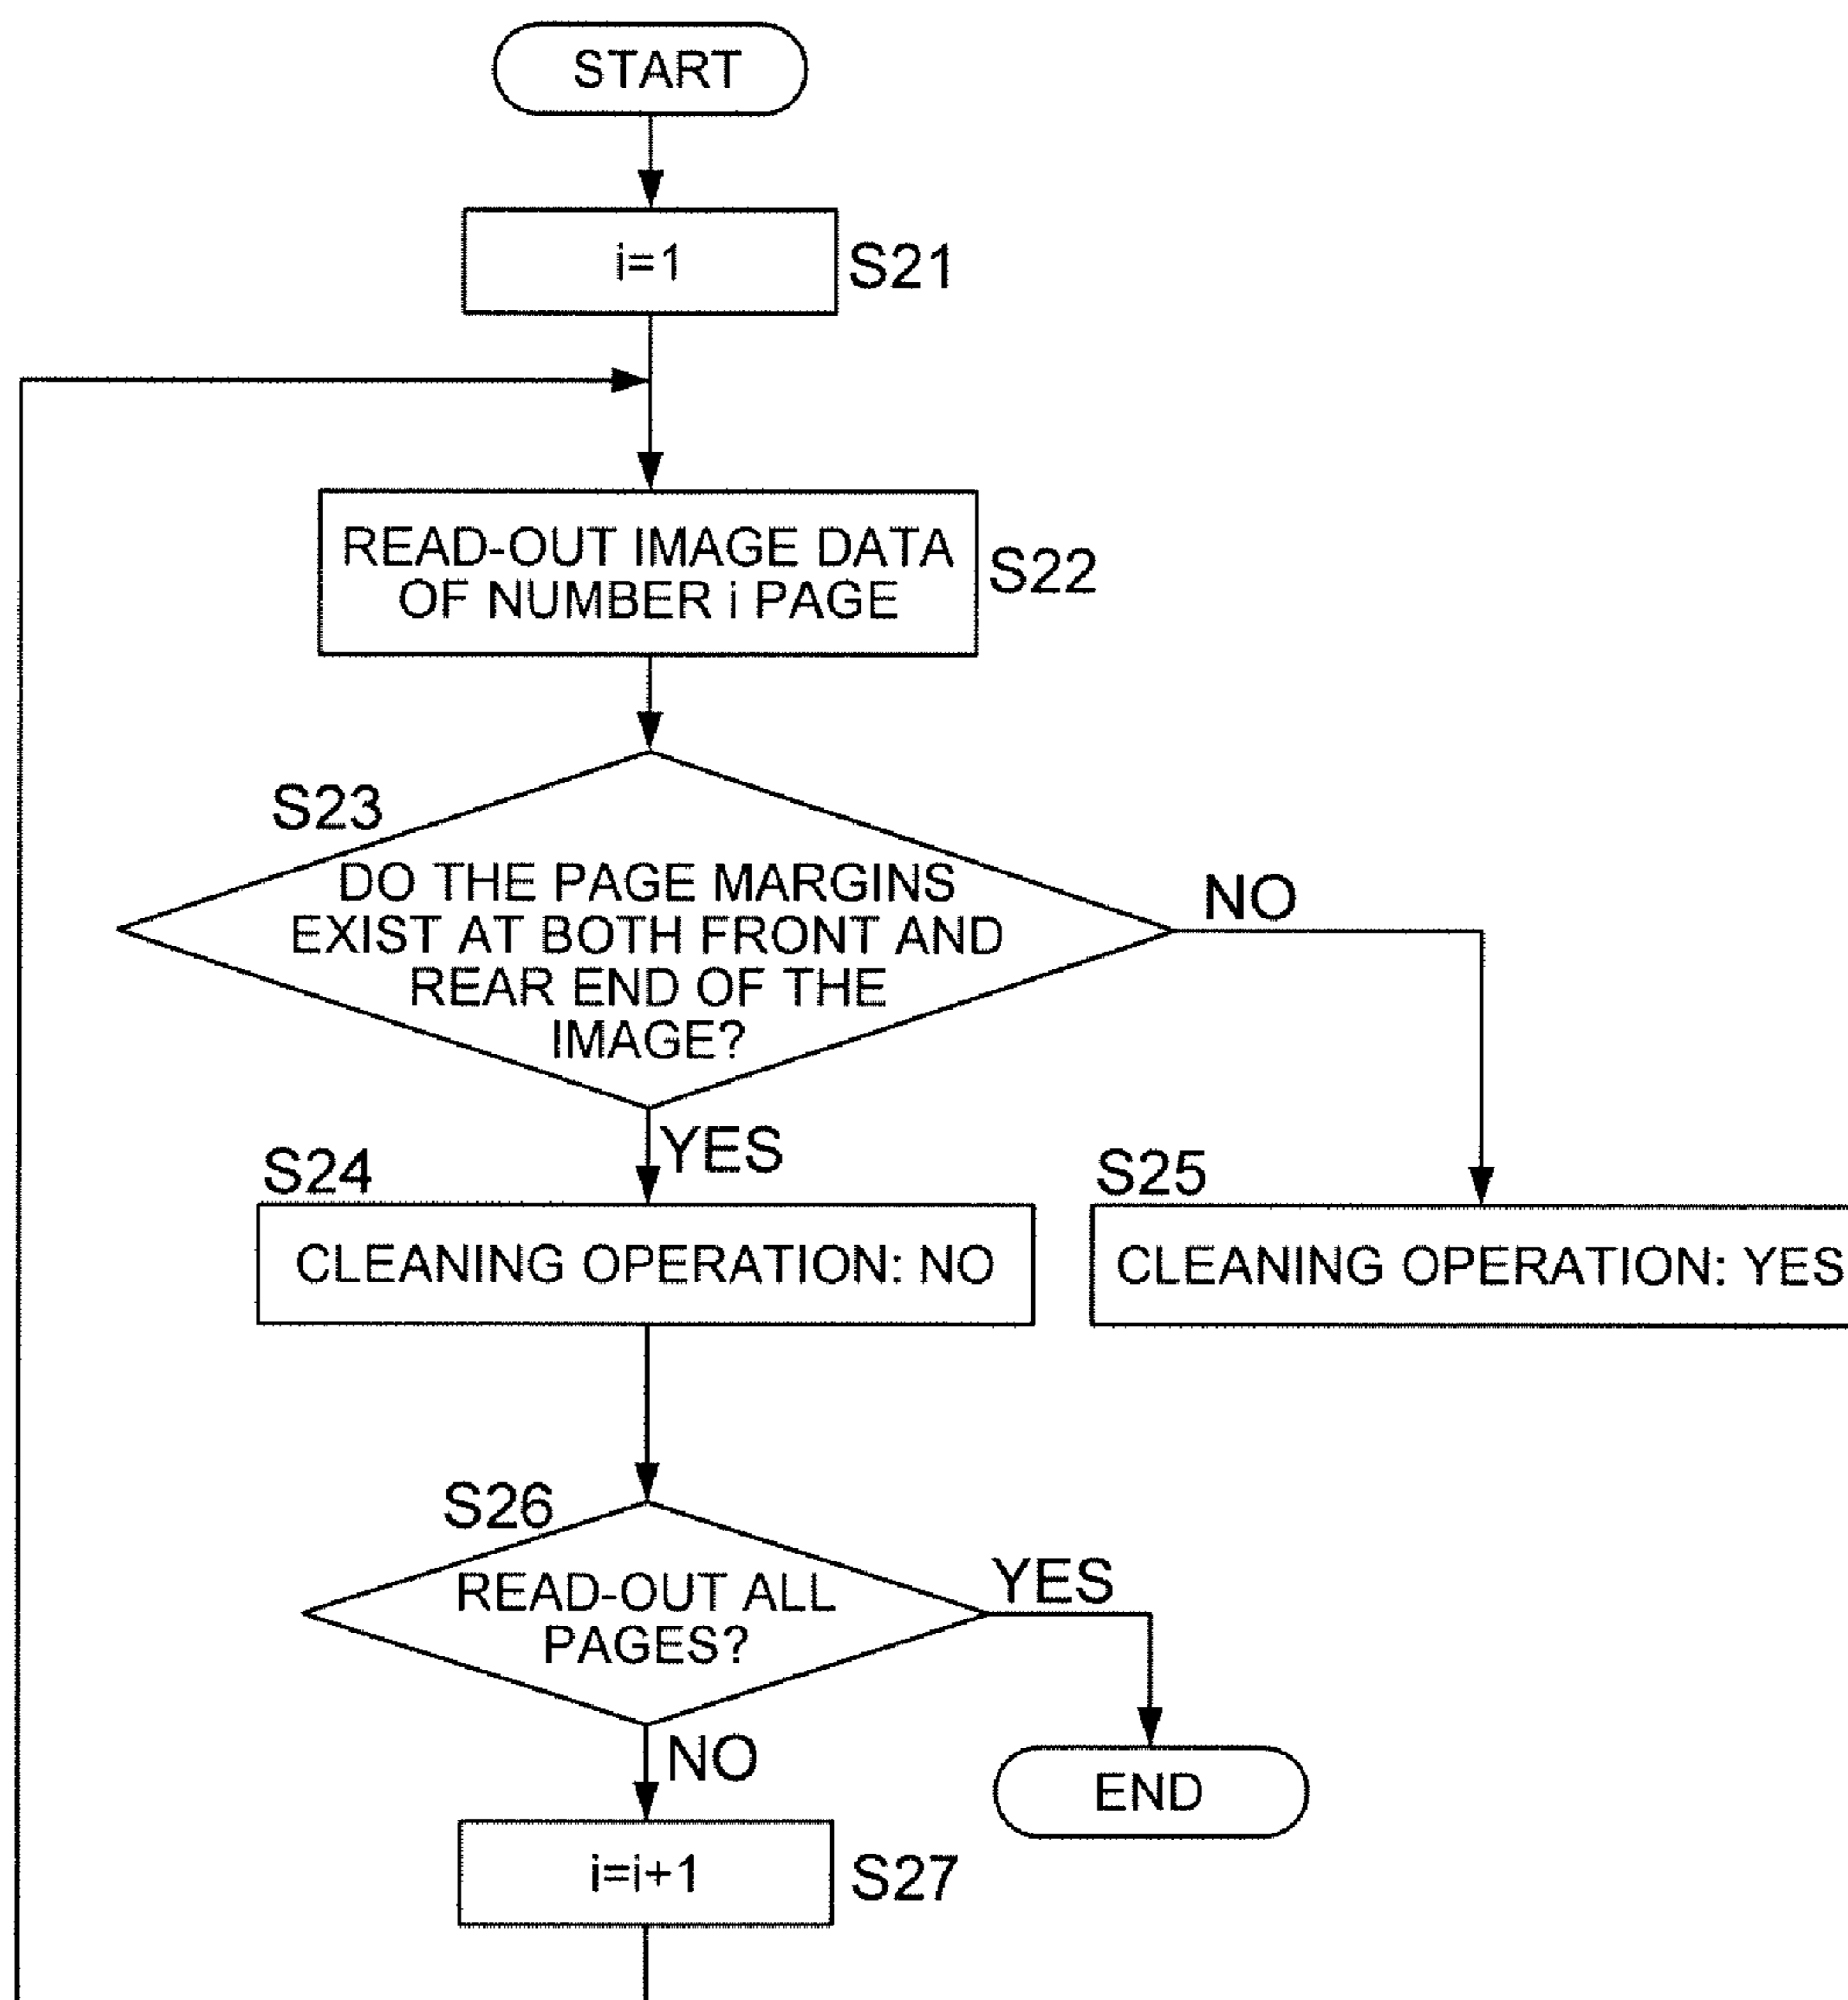 START
i=1
S21
READ-OUT IMAGE DATA
OF NUMBER i PAGE
S22
S23
DO THE PAGE MARGINS
EXIST AT BOTH FRONT AND
REAR END OF THE
IMAGE?
NO
YES
S24
CLEANING OPERATION: NO
S25
CLEANING OPERATION: YES
S26
READ-OUT ALL
PAGES?
YES
NO
END
i=i+1
S27